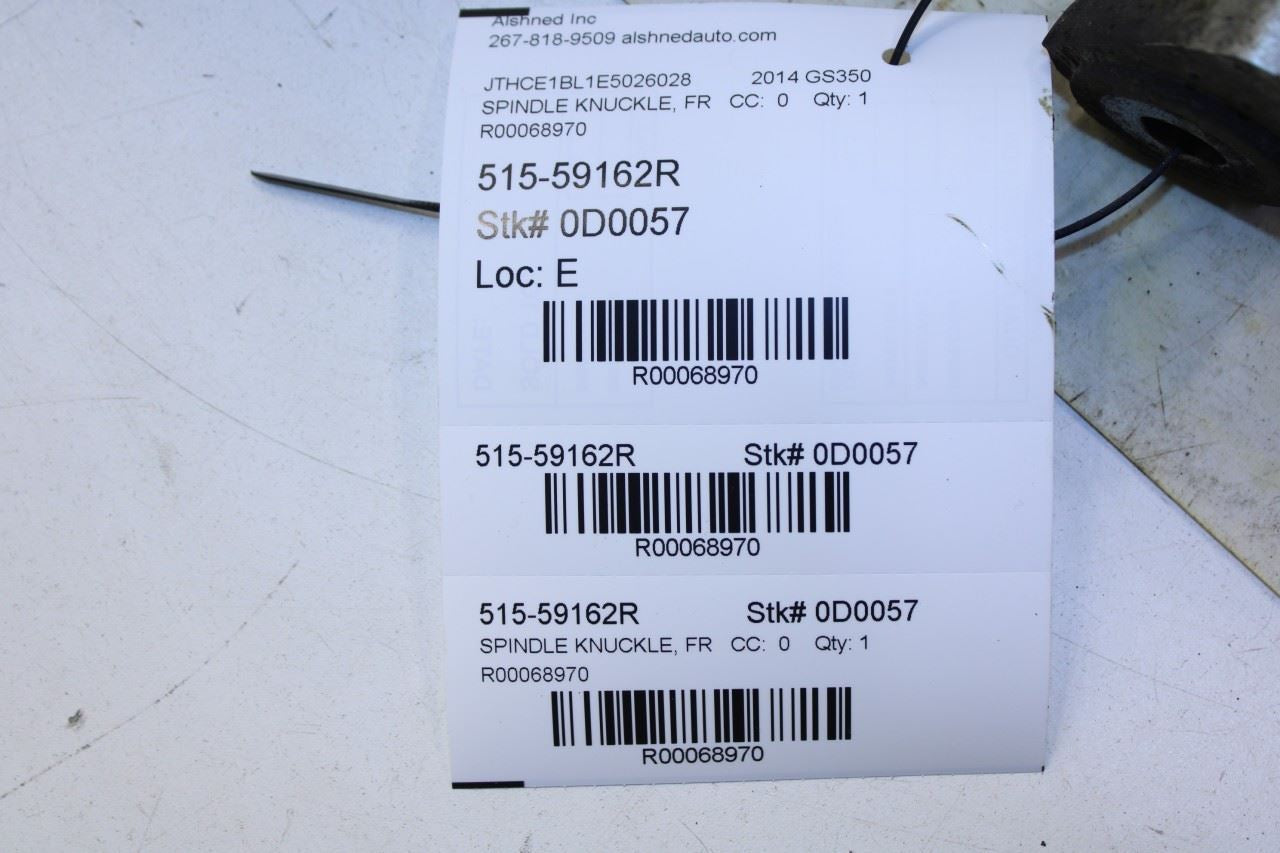 Alshned Inc
267-818-9509 alshnedauto.com
JTHCE1BL1E5026028 2014 GS350
SPINDLE KNUCKLE, FR CC: 0 Qty: 1
R00068970
515-59162R
Stk# 0D0057
Loc: E
R00068970
515-59162R Stk# 0D0057
R00068970
515-59162R Stk# 0D0057
SPINDLE KNUCKLE, FR CC: 0 Qty: 1
R00068970
R00068970